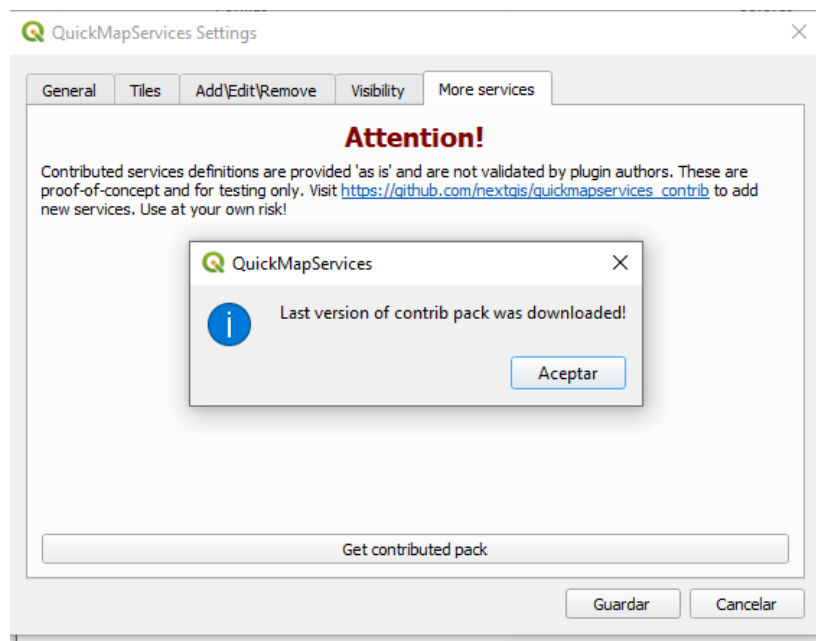 QuickMapServices Settings
General
Tiles
Add\Edit\Remove
Visibility
More services
Attention!
Contributed services definitions are provided 'as is' and are not validated by plugin authors. These are
proof-of-concept and for testing only. Visit https://github.com/nextgis/quickmapservices_contrib to add
new services. Use at your own risk!
QuickMapServices
Last version of contrib pack was downloaded!
Aceptar
Get contributed pack
Guardar
Cancelar